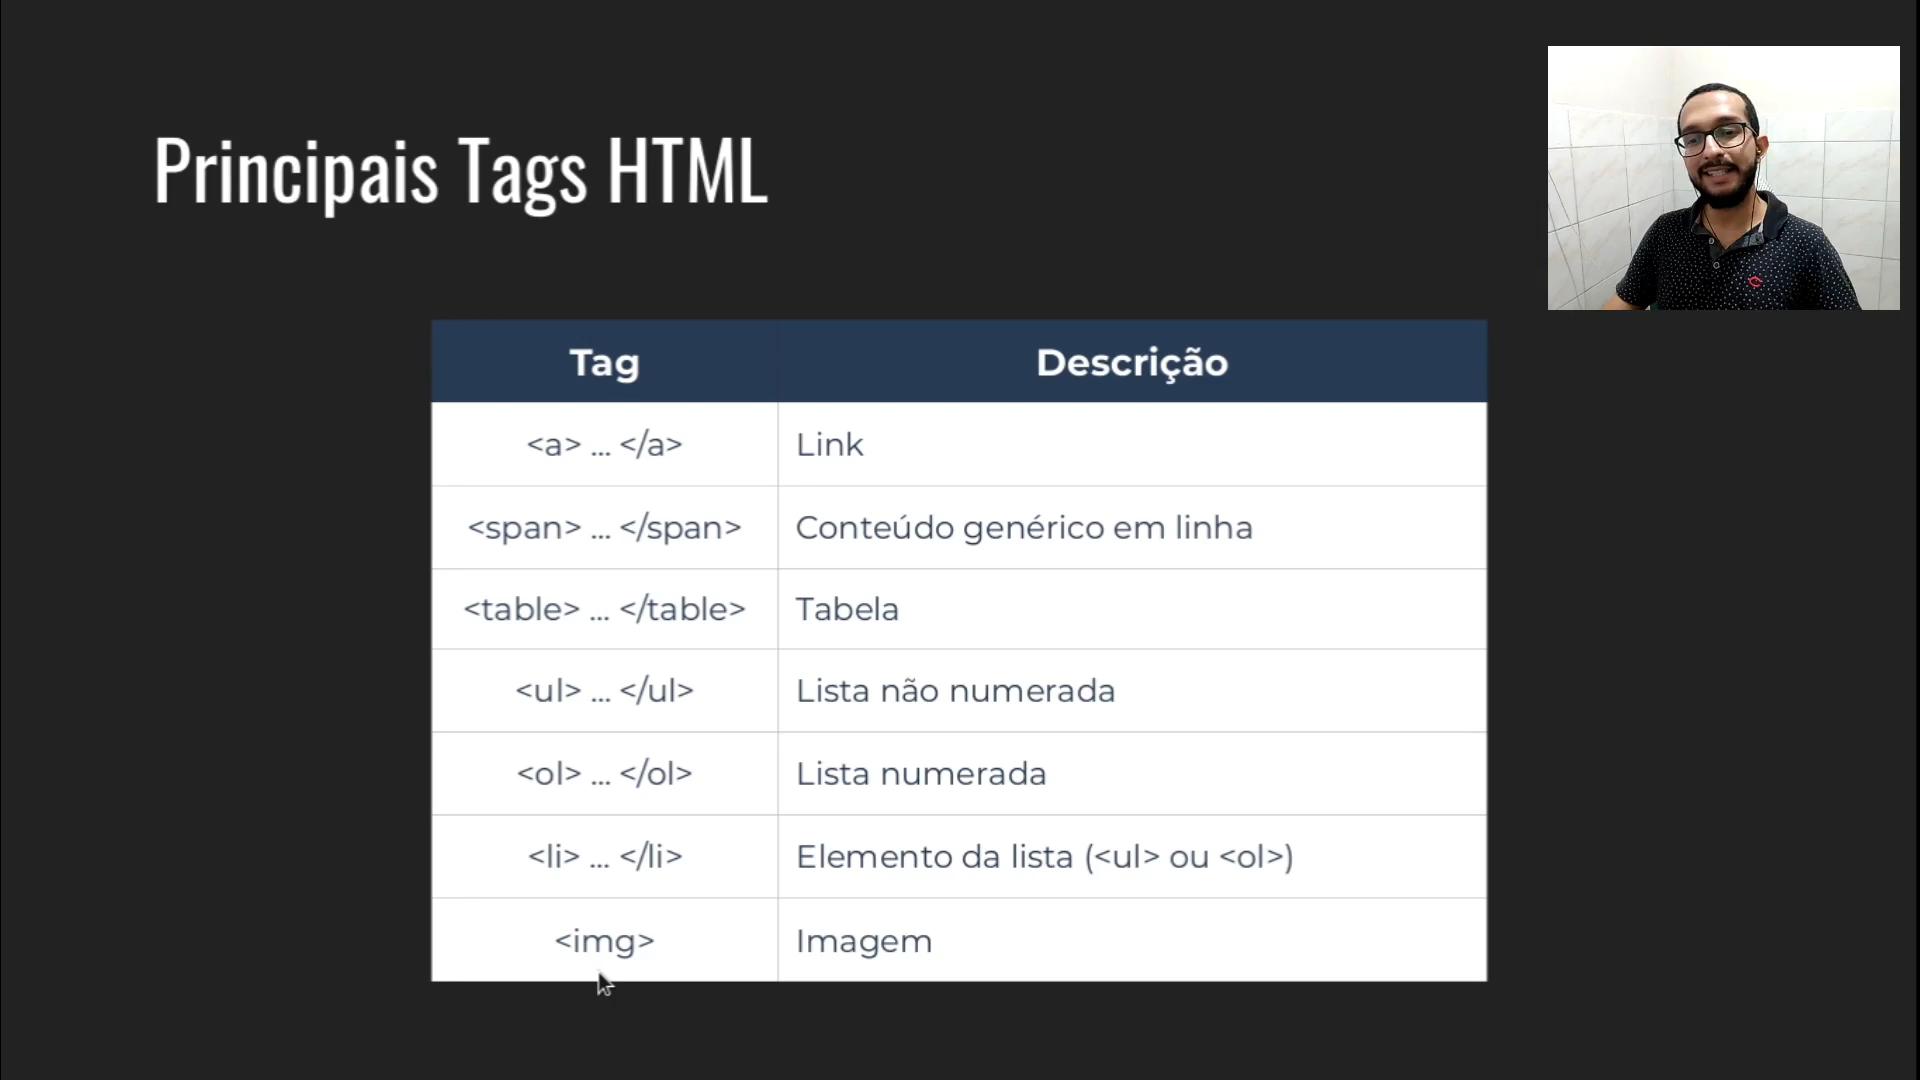 Principais Tags HTML
Tag Descrição
<a> ... </a> Link
<span> ... </span> Conteúdo genérico em linha
<table> ... </table> Tabela
<ul> ... </ul> Lista não numerada
<ol> ... </ol> Lista numerada
<li> ... </li> Elemento da lista (<ul> ou <ol>)
<img> Imagem